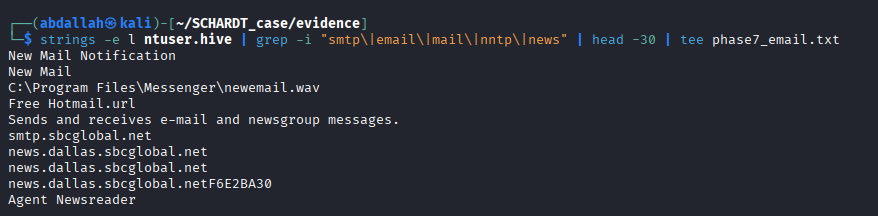 ┌──(abdallah㉿kali)-[~/SCHARDT_case/evidence]
└─$ strings -e l ntuser.hive | grep -i "smtp\|email\|mail\|nntp\|news" | head -30 | tee phase7_email.txt
New Mail Notification
New Mail
C:\Program Files\Messenger\newemail.wav
Free Hotmail.url
Sends and receives e-mail and newsgroup messages.
smtp.sbcglobal.net
news.dallas.sbcglobal.net
news.dallas.sbcglobal.net
news.dallas.sbcglobal.netF6E2BA30
Agent Newsreader